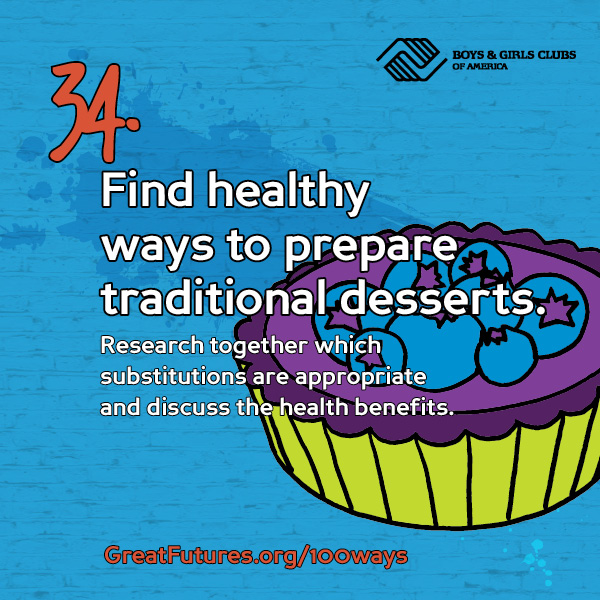 BOYS & GIRLS CLUBS
OF AMERICA
34.
Find healthy
ways to prepare
traditional desserts.
Research together which
substitutions are appropriate
and discuss the health benefits.
GreatFutures.org/100ways